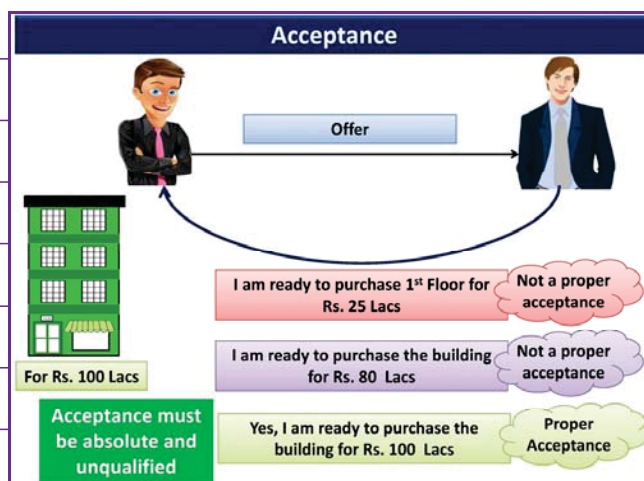 Acceptance
Offer
I am ready to purchase 1st Floor for
Rs. 25 Lacs
Not a proper
acceptance
I am ready to purchase the building
for Rs. 80 Lacs
Not a proper
acceptance
For Rs. 100 Lacs
Acceptance must
be absolute and
unqualified
Yes, I am ready to purchase the
building for Rs. 100 Lacs
Proper
Acceptance